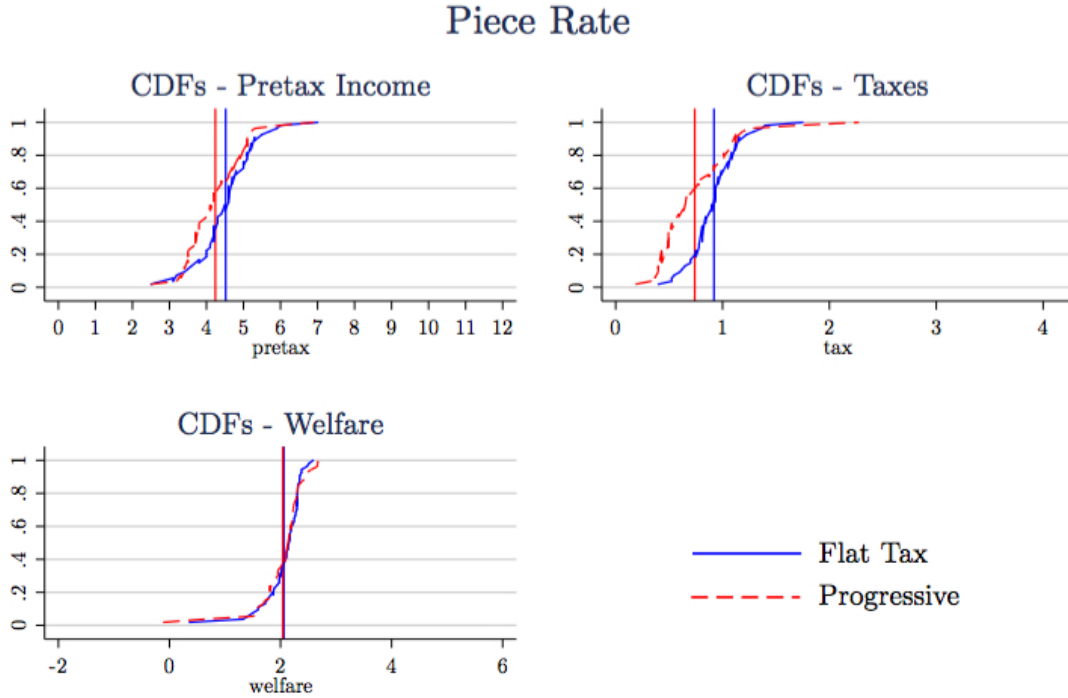 Piece Rate
CDFs - Pretax Income
1
.8
.6
.4
.2
0
0 1 2 3 4 5 6 7 8 9 10 11 12
pretax
CDFs - Taxes
1
.8
.6
.4
.2
0
0 1 2 3 4
tax
CDFs - Welfare
1
.8
.6
.4
.2
0
-2 0 2 4 6
welfare
Flat Tax
Progressive